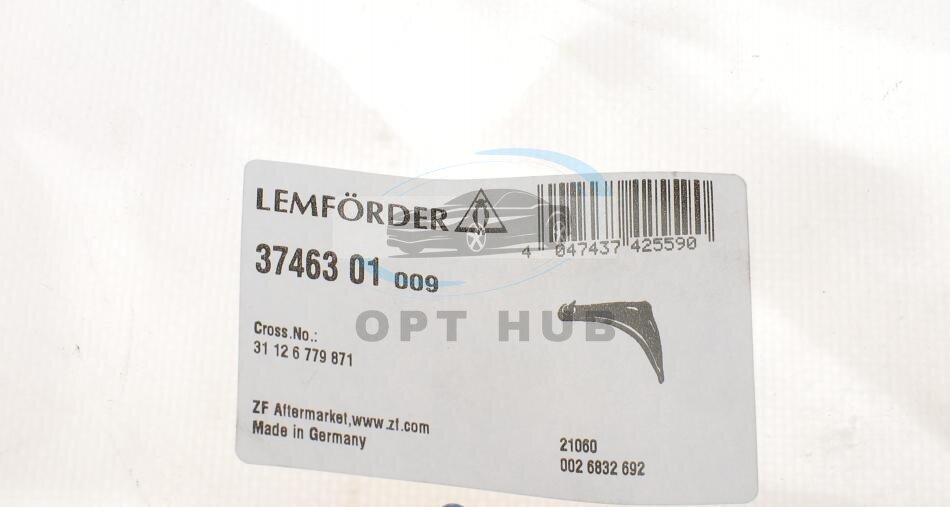 LEMFÖRDER
4 047437 425590
37463 01 009
OPT HUB
Cross.No.:
31 12 6 779 871
ZF Aftermarket,www.zf.com
Made in Germany
21060
002 6832 692